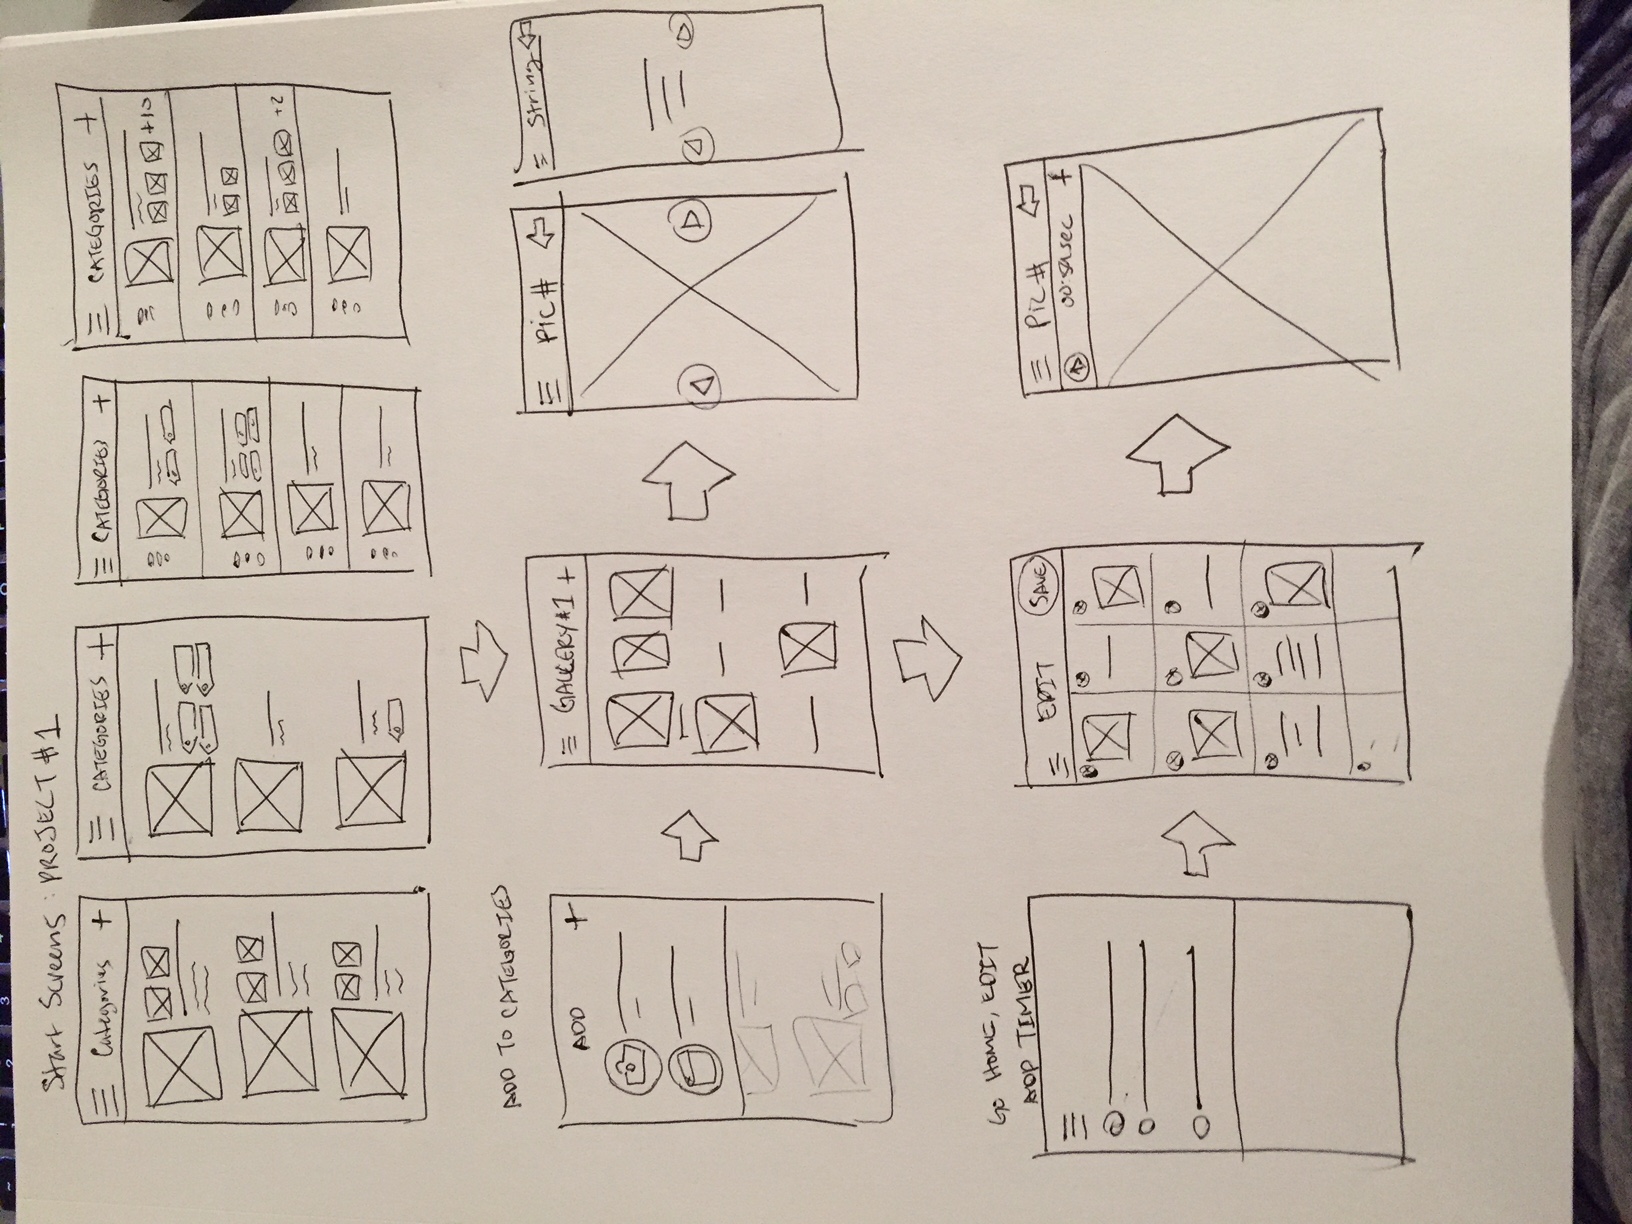 Start Screens: PROJECT #1
Categories +
CATEGORIES +
CATEGORIES +
CATEGORIES +
+10
+2
ADD TO CATEGORIES
ADD +
GALLERY #1 +
Pic #
String
GO HOME, EDIT
ADD TIMER
EDIT SAVE
Pic #
00:59sec +